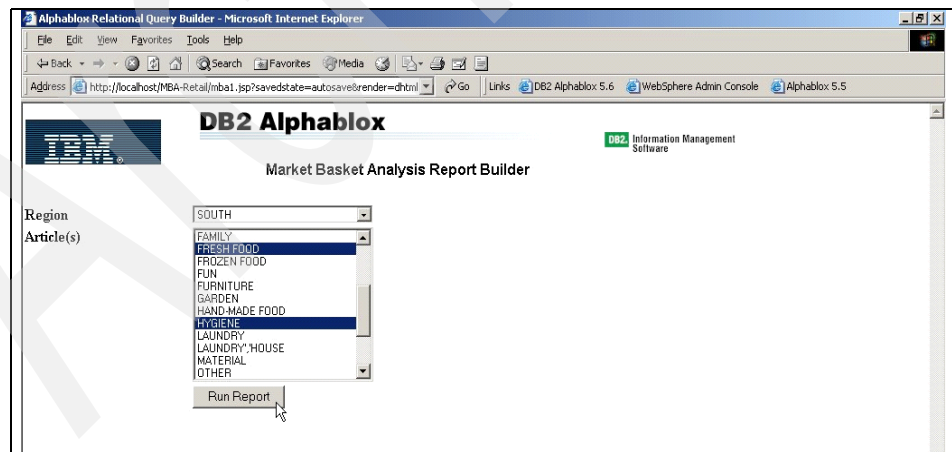 Alphablox Relational Query Builder - Microsoft Internet Explorer
File Edit View Favorites Tools Help
Back Search Favorites Media
Address http://localhost/MBA-Retail/mba1.jsp?savedstate=autosave&render=dhtml Go Links DB2 Alphablox 5.6 WebSphere Admin Console Alphablox 5.5
IBM®
DB2 Alphablox
DB2. Information Management
Software
Market Basket Analysis Report Builder
Region SOUTH
Article(s)
FAMILY
FRESH FOOD
FROZEN FOOD
FUN
FURNITURE
GARDEN
HAND-MADE FOOD
HYGIENE
LAUNDRY
LAUNDRY','HOUSE
MATERIAL
OTHER
Run Report